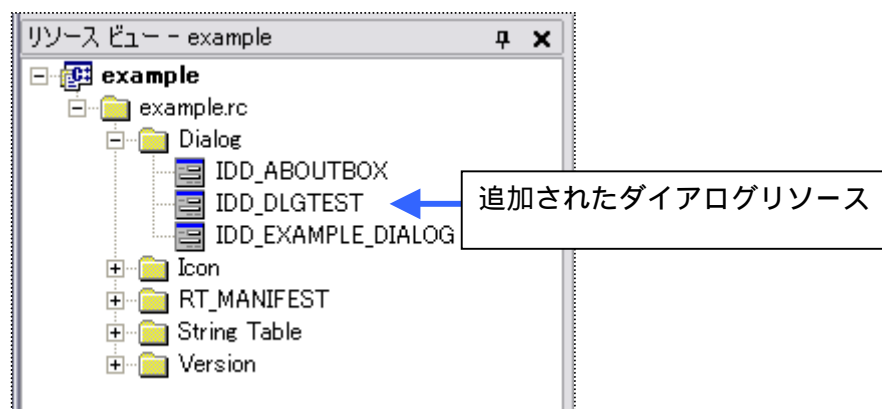 リソース ビュー - example
example
example.rc
Dialog
IDD_ABOUTBOX
IDD_DLGTEST
追加されたダイアログリソース
IDD_EXAMPLE_DIALOG
Icon
RT_MANIFEST
String Table
Version